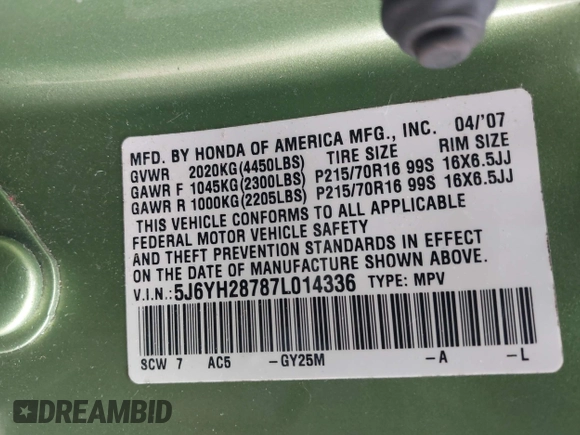 MFD. BY HONDA OF AMERICA MFG., INC. 04/'07
GVWR 2020KG(4450LBS) TIRE SIZE RIM SIZE
GAWR F 1045KG(2300LBS) P215/70R16 99S 16X6.5JJ
GAWR R 1000KG(2205LBS) P215/70R16 99S 16X6.5JJ
THIS VEHICLE CONFORMS TO ALL APPLICABLE
FEDERAL MOTOR VEHICLE SAFETY
AND THEFT PREVENTION STANDARDS IN EFFECT
ON THE DATE OF MANUFACTURE SHOWN ABOVE.
V.I.N.:5J6YH28787L014336 TYPE: MPV
SCW 7 AC5 -GY25M -A -L
DREAMBID